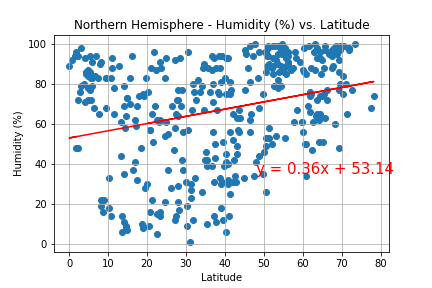 Northern Hemisphere - Humidity (%) vs. Latitude
100
80
60
40
20
0
Humidity (%)
y = 0.36x + 53.14
0 10 20 30 40 50 60 70 80
Latitude